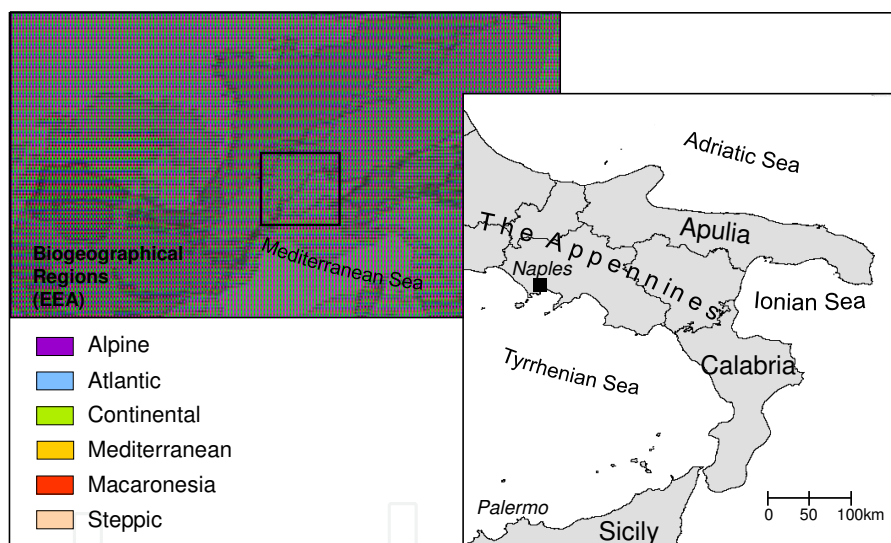 Biogeographical
Regions
(EEA)
Mediterranean Sea
Alpine
Atlantic
Continental
Mediterranean
Macaronesia
Steppic
Adriatic Sea
Apulia
The Appennines
Naples
Ionian Sea
Tyrrhenian Sea
Calabria
Palermo
Sicily
0 50 100km